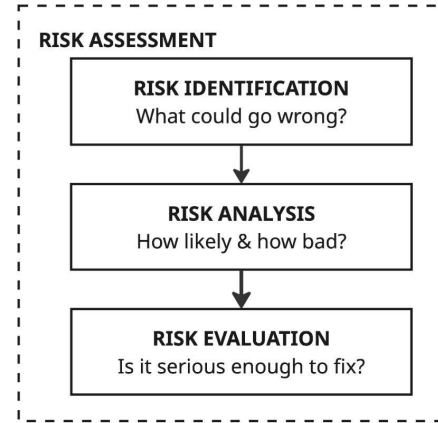 RISK ASSESSMENT
RISK IDENTIFICATION
What could go wrong?
RISK ANALYSIS
How likely & how bad?
RISK EVALUATION
Is it serious enough to fix?